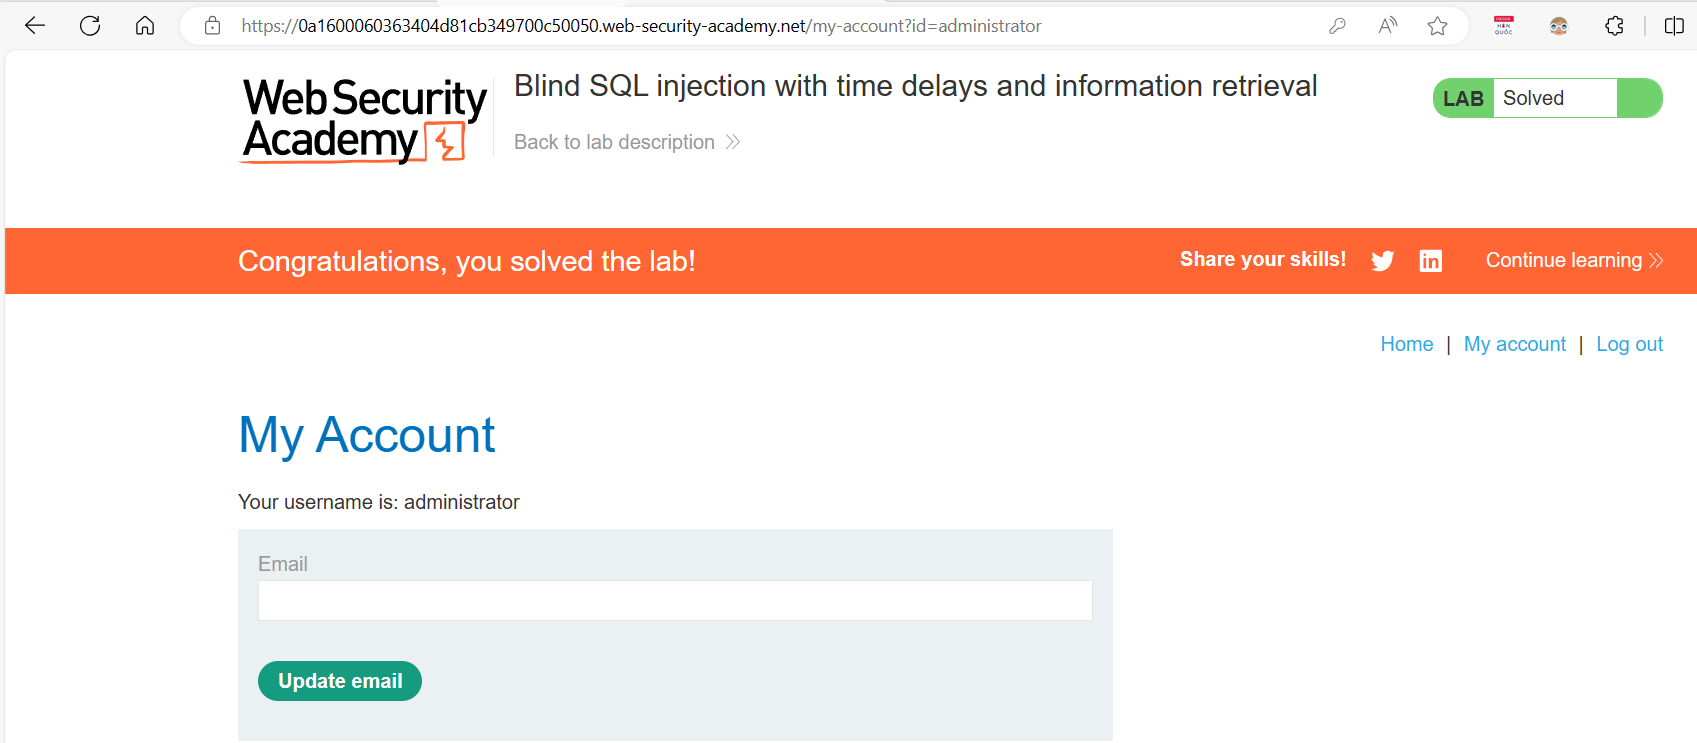 https://0a1600060363404d81cb349700c50050.web-security-academy.net/my-account?id=administrator
HÀN
QUỐC
Web Security
Academy
Blind SQL injection with time delays and information retrieval
Back to lab description
LAB Solved
Congratulations, you solved the lab!
Share your skills!
Continue learning
Home | My account | Log out
My Account
Your username is: administrator
Email
Update email